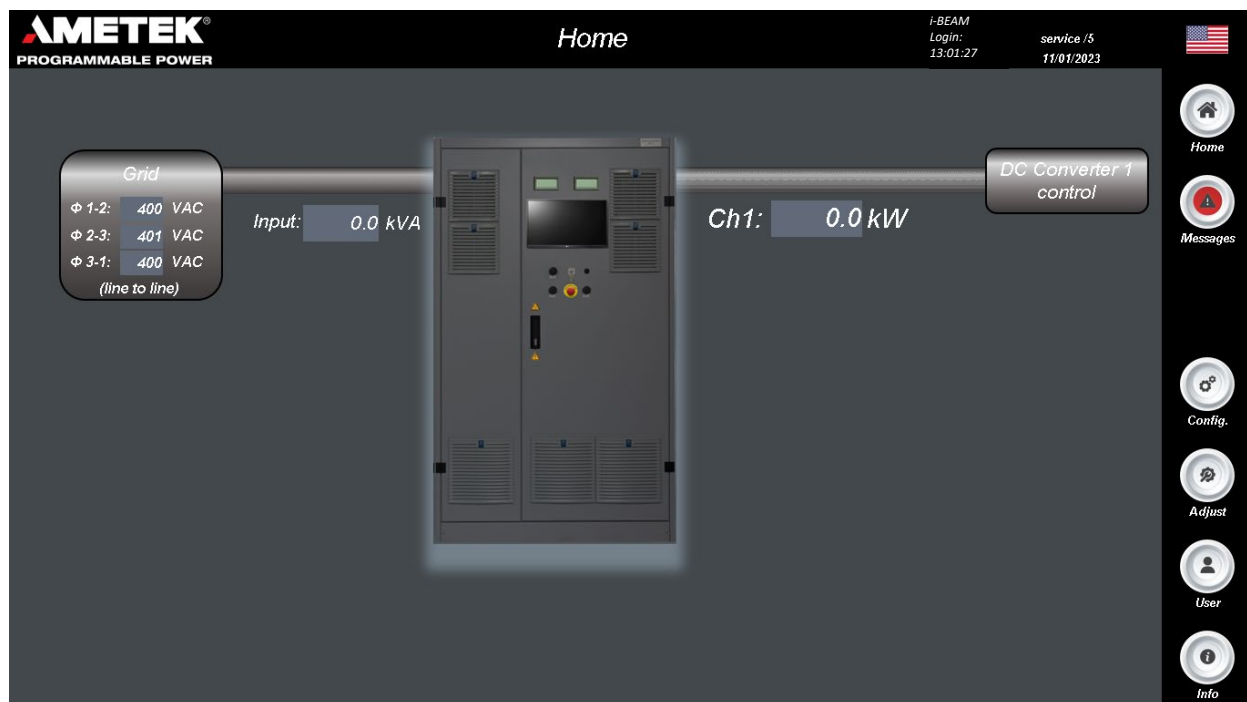 AMETEK®
PROGRAMMABLE POWER
Home
i-BEAM
Login:
13:01:27
service /5
11/01/2023
Grid
Φ 1-2: 400 VAC
Φ 2-3: 401 VAC
Φ 3-1: 400 VAC
(line to line)
Input: 0.0 kVA
Ch1: 0.0 kW
DC Converter 1
control
Home
Messages
Config.
Adjust
User
Info